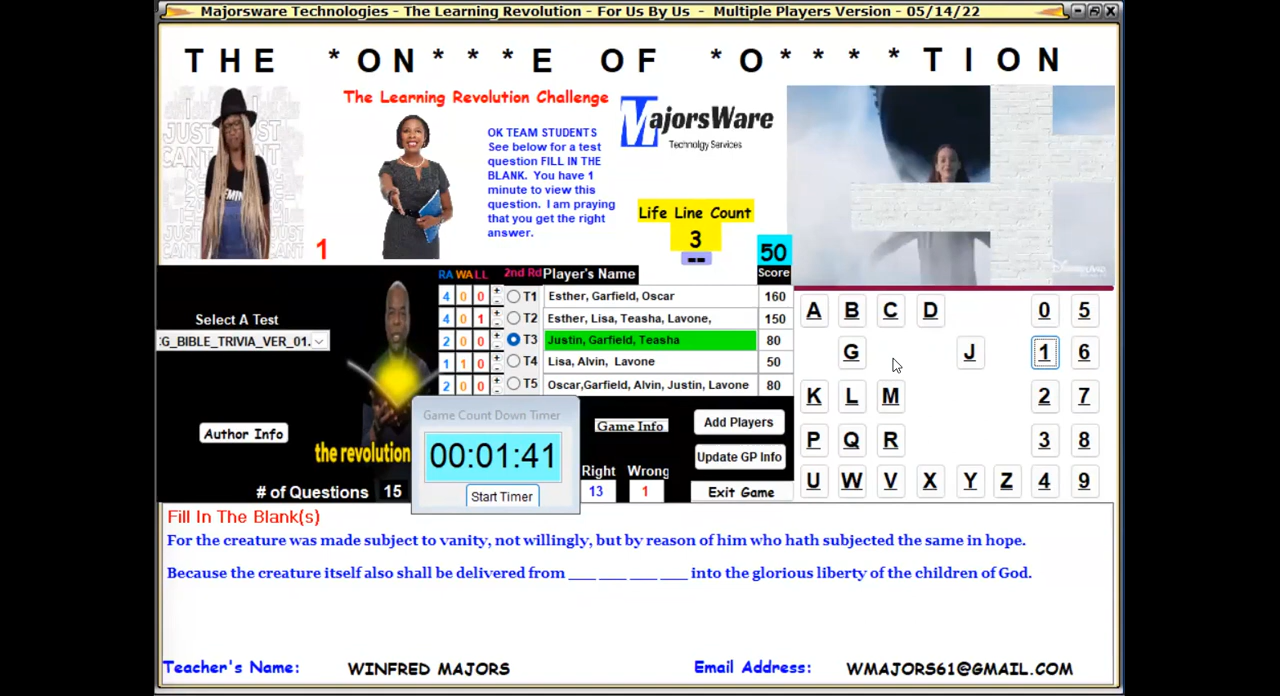 Majorsware Technologies - The Learning Revolution - For Us By Us - Multiple Players Version - 05/14/22
THE *ON***E OF *O****TION
The Learning Revolution Challenge
MajorsWare
Technolgy Services
OK TEAM STUDENTS
See below for a test
question FILL IN THE
BLANK. You have 1
minute to view this
question. I am praying
that you get the right
answer.
1
JUST
CANT
Life Line Count
3
--
50
Score
RA WA LL 2nd Rd Player's Name
4 0 0 + - T1 Esther, Garfield, Oscar 160
4 0 1 + - T2 Esther, Lisa, Teasha, Lavone, 150
2 0 0 + - T3 Justin, Garfield, Teasha 80
1 1 0 + - T4 Lisa, Alvin, Lavone 50
2 0 0 + - T5 Oscar,Garfield, Alvin, Justin, Lavone 80
Select A Test
G_BIBLE_TRIVIA_VER_01.
Author Info
the revolution
# of Questions 15
Game Count Down Timer
00:01:41
Start Timer
Game Info
Right Wrong
13 1
Add Players
Update GP Info
Exit Game
A B C D 0 5
G J 1 6
K L M 2 7
P Q R 3 8
U W V X Y Z 4 9
Fill In The Blank(s)
For the creature was made subject to vanity, not willingly, but by reason of him who hath subjected the same in hope.
Because the creature itself also shall be delivered from ___ ___ ___ ___ into the glorious liberty of the children of God.
Teacher's Name: WINFRED MAJORS Email Address: WMAJORS61@GMAIL.COM